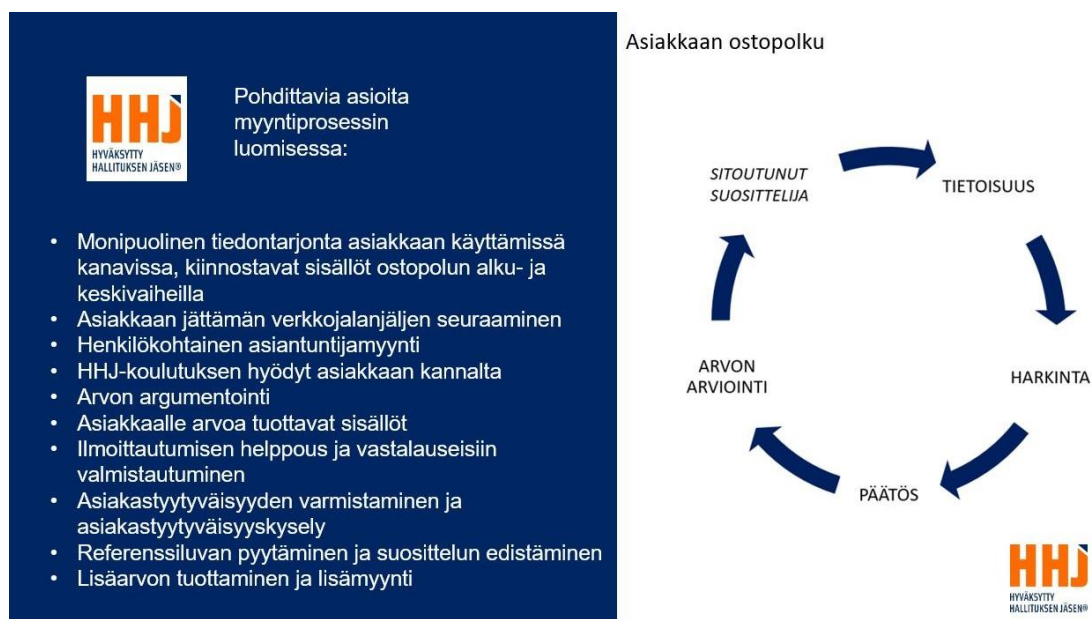 HHJ
HYVÄKSYTTY
HALLITUKSEN JÄSEN®
Pohdittavia asioita
myyntiprosessin
luomisessa:
• Monipuolinen tiedontarjonta asiakkaan käyttämissä
kanavissa, kiinnostavat sisällöt ostopolun alku- ja
keskivaiheilla
• Asiakkaan jättämän verkkojalanjäljen seuraaminen
• Henkilökohtainen asiantuntijamyynti
• HHJ-koulutuksen hyödyt asiakkaan kannalta
• Arvon argumentointi
• Asiakkaalle arvoa tuottavat sisällöt
• Ilmoittautumisen helppous ja vastalauseisiin
valmistautuminen
• Asiakastyytyväisyyden varmistaminen ja
asiakastyytyväisyyskysely
• Referenssiluvan pyytäminen ja suosittelun edistäminen
• Lisäarvon tuottaminen ja lisämyynti
Asiakkaan ostopolku
SITOUTUNUT
SUOSITTELIJA
TIETOISUUS
HARKINTA
PÄÄTÖS
ARVON
ARVIOINTI
HHJ
HYVÄKSYTTY
HALLITUKSEN JÄSEN®